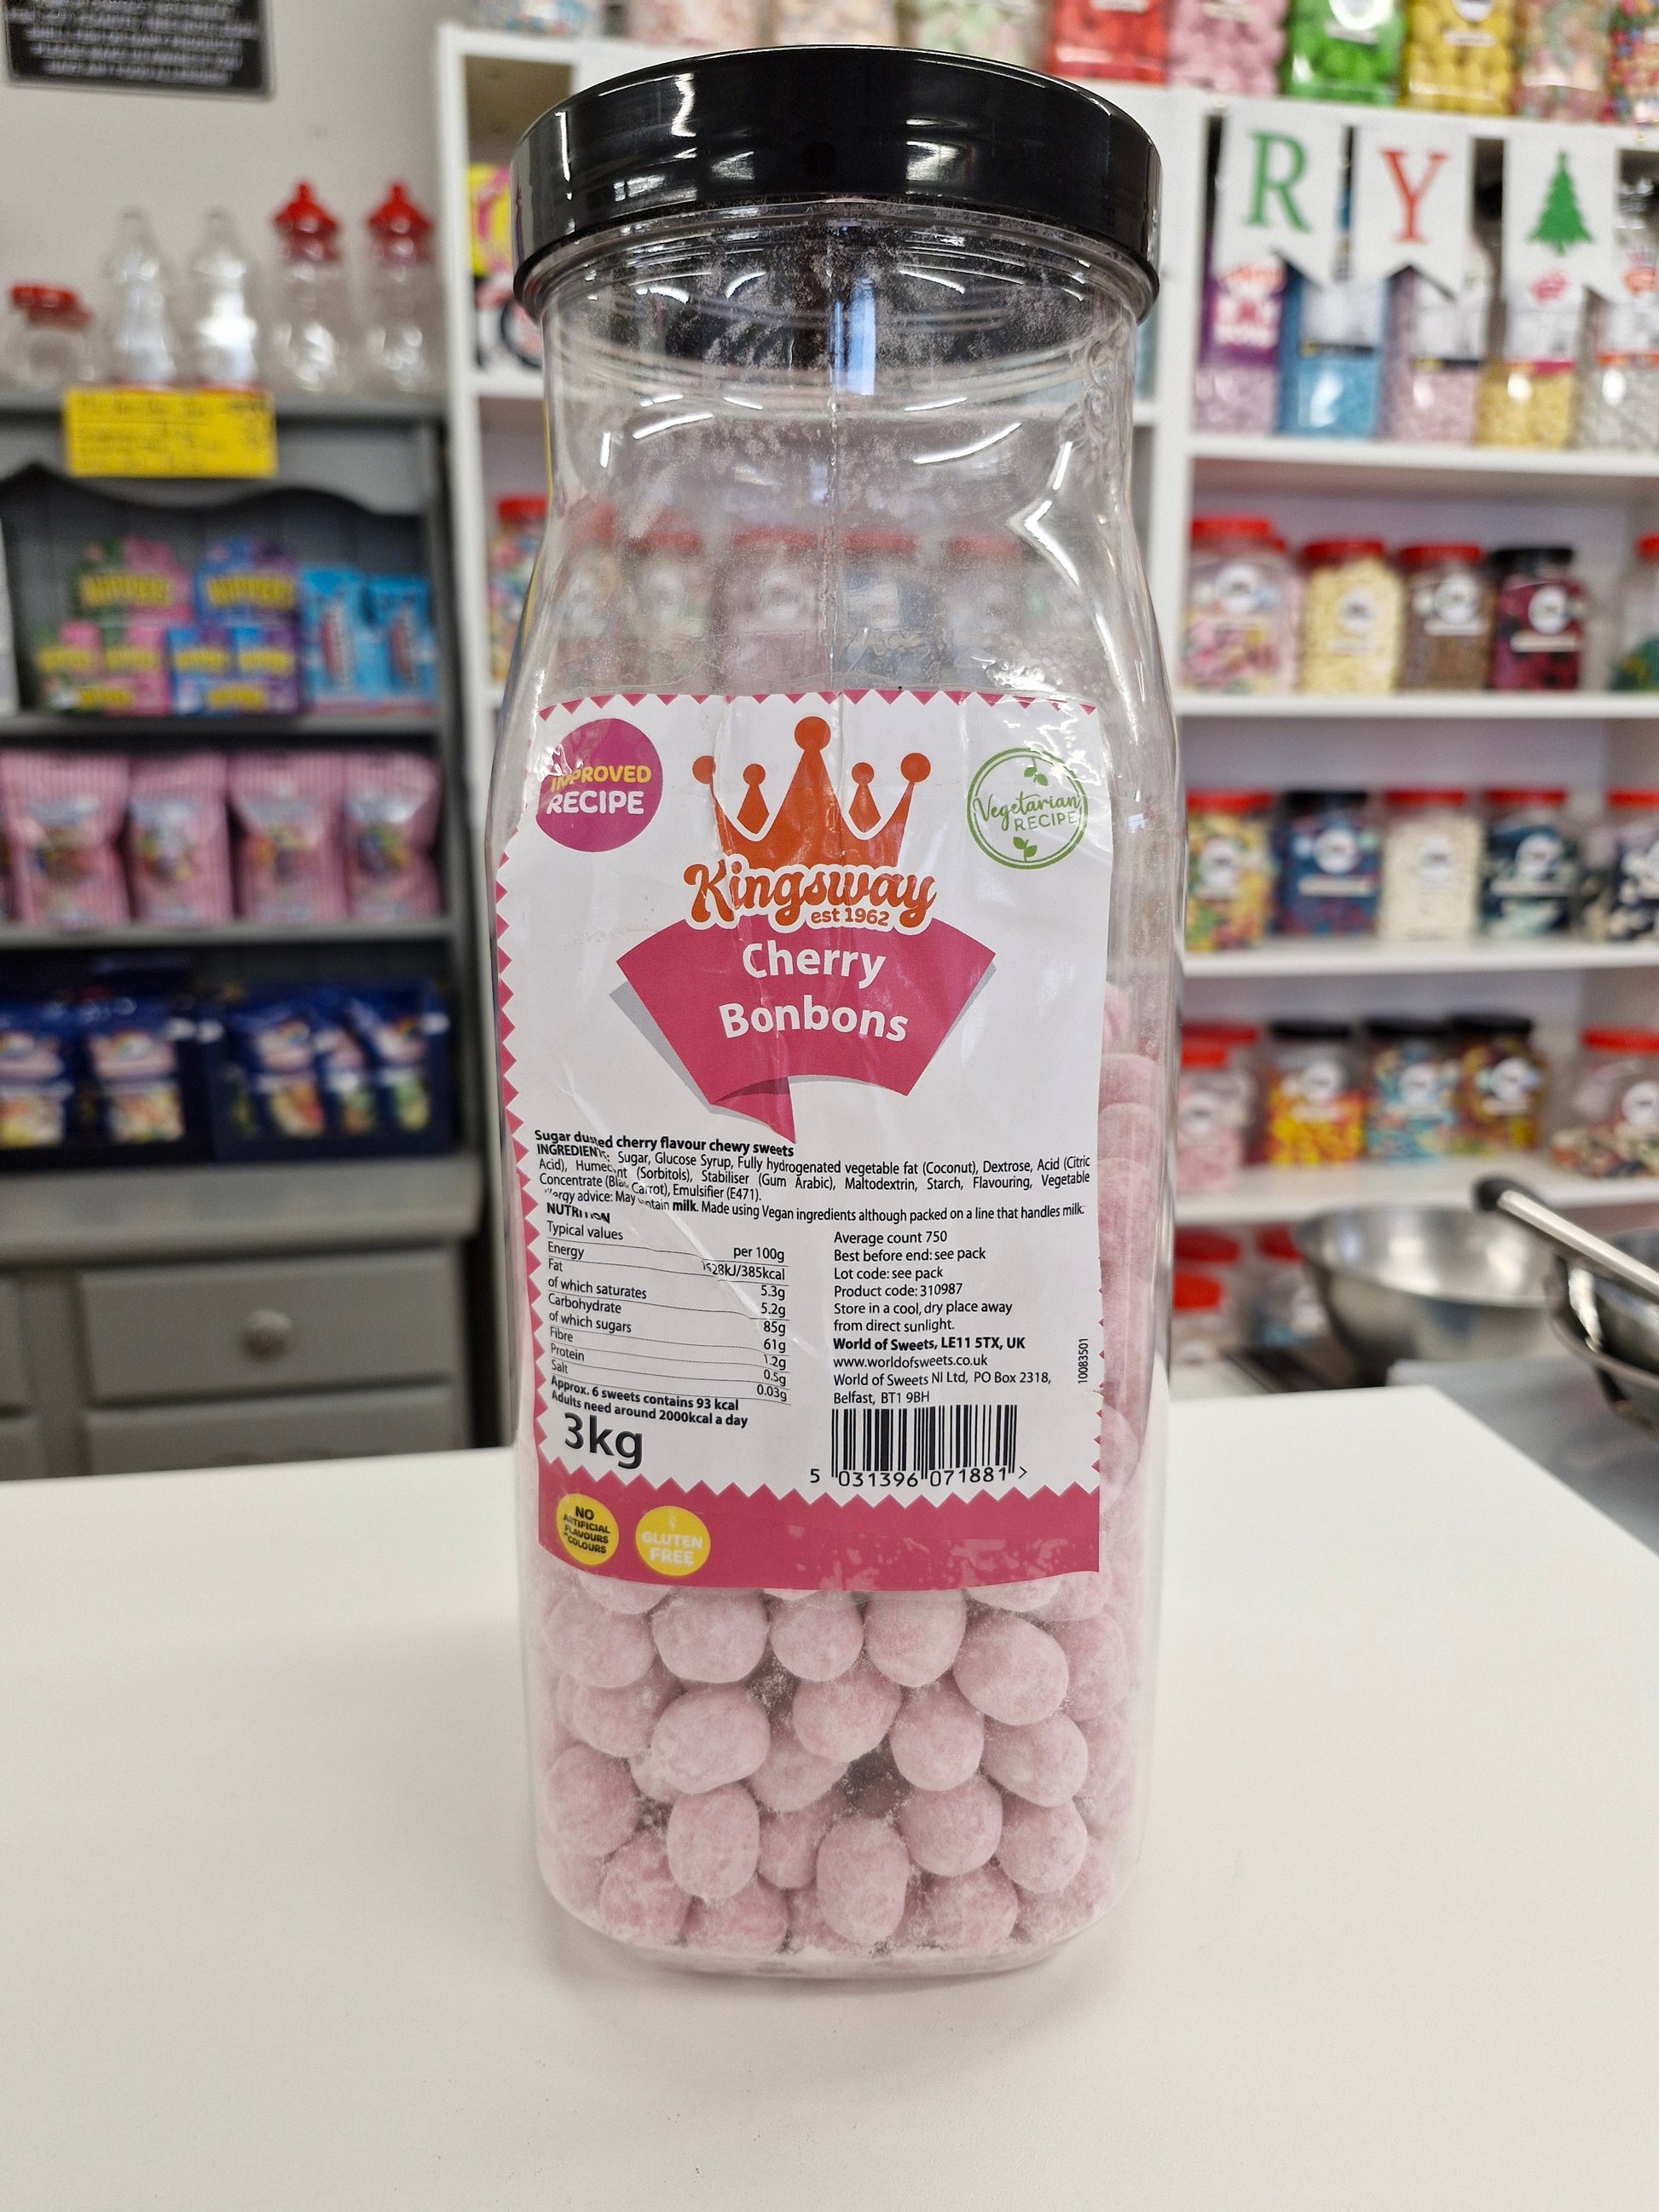 R Y
IMPROVED
RECIPE
Vegetarian
RECIPE
Kingsway
est 1962
Cherry
Bonbons
Sugar dusted cherry flavour chewy sweets
INGREDIENTS: Sugar, Glucose Syrup, Fully hydrogenated vegetable fat (Coconut), Dextrose, Acid (Citric
Acid), Humectant (Sorbitols), Stabiliser (Gum Arabic), Maltodextrin, Starch, Flavouring, Vegetable
Concentrate (Black Carrot), Emulsifier (E471).
Allergy advice: May contain milk. Made using Vegan ingredients although packed on a line that handles milk.
NUTRITION
Typical values per 100g
Energy 1628kJ/385kcal
Fat 5.3g
of which saturates 5.2g
Carbohydrate 85g
of which sugars 61g
Fibre 1.2g
Protein 0.5g
Salt 0.03g
Approx. 6 sweets contains 93 kcal
Adults need around 2000kcal a day
3kg
Average count 750
Best before end: see pack
Lot code: see pack
Product code: 310987
Store in a cool, dry place away
from direct sunlight.
World of Sweets, LE11 5TX, UK
www.worldofsweets.co.uk
World of Sweets NI Ltd, PO Box 2318,
Belfast, BT1 9BH
10083501
5 031396 071881 >
NO
ARTIFICIAL
FLAVOURS
or COLOURS
GLUTEN
FREE